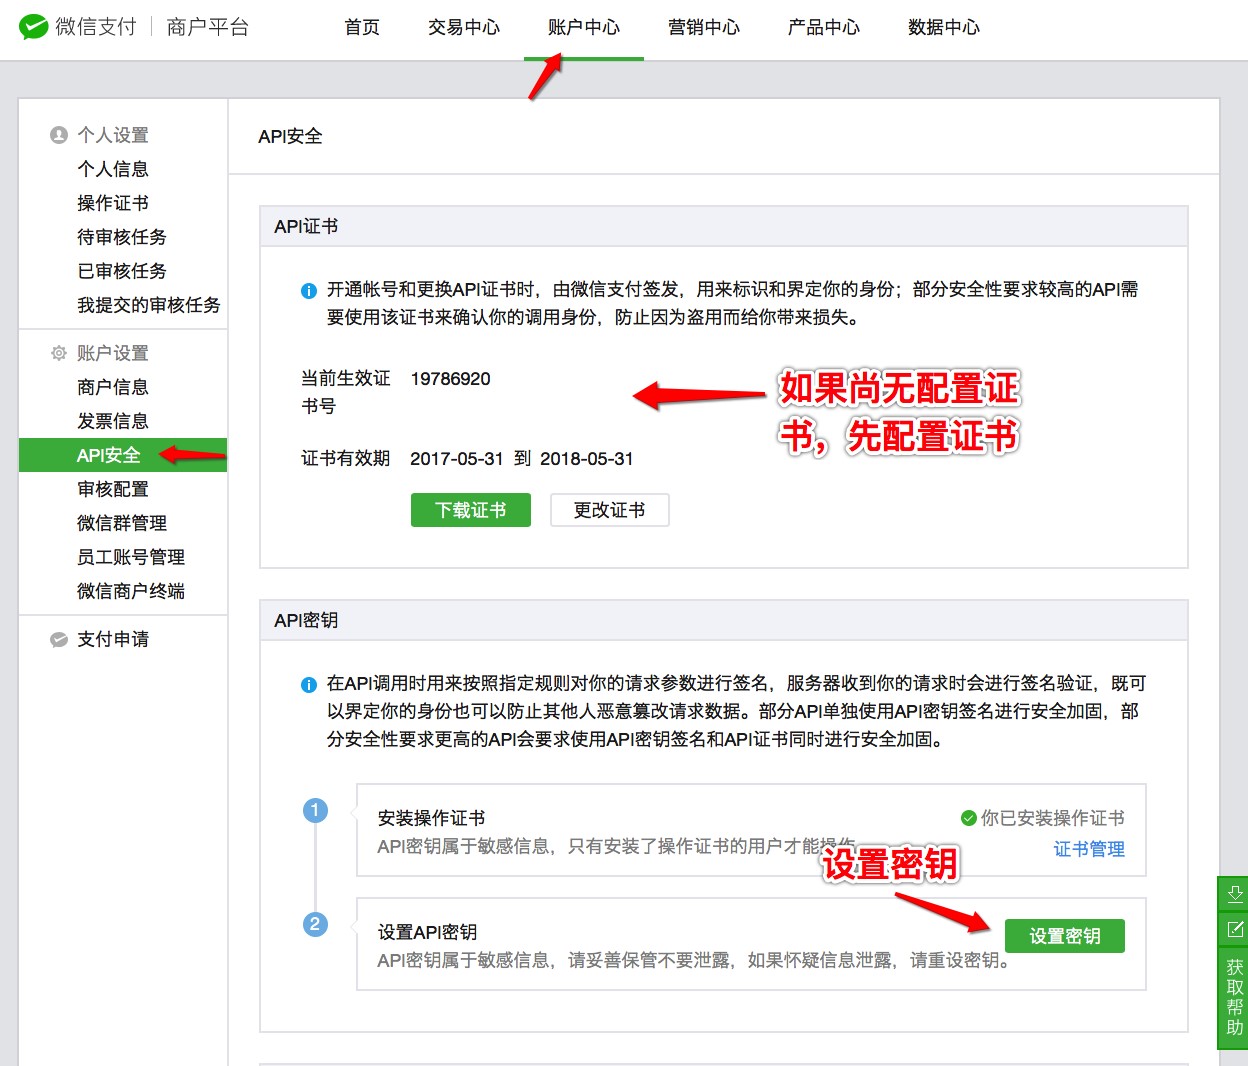 微信支付 商户平台
首页 交易中心 账户中心 营销中心 产品中心 数据中心
个人设置
个人信息
操作证书
待审核任务
已审核任务
我提交的审核任务
账户设置
商户信息
发票信息
API安全
审核配置
微信群管理
员工账号管理
微信商户终端
支付申请
API安全
API证书
开通帐号和更换API证书时，由微信支付签发，用来标识和界定你的身份；部分安全性要求较高的API需
要使用该证书来确认你的调用身份，防止因为盗用而给你带来损失。
当前生效证 19786920
书号
如果尚无配置证
书，先配置证书
证书有效期 2017-05-31 到 2018-05-31
下载证书 更改证书
API密钥
在API调用时用来按照指定规则对你的请求参数进行签名，服务器收到你的请求时会进行签名验证，既可
以界定你的身份也可以防止其他人恶意篡改请求数据。部分API单独使用API密钥签名进行安全加固，部
分安全性要求更高的API会要求使用API密钥签名和API证书同时进行安全加固。
1
安装操作证书 你已安装操作证书
API密钥属于敏感信息，只有安装了操作证书的用户才能操作 证书管理
设置密钥
2
设置API密钥 设置密钥
API密钥属于敏感信息，请妥善保管不要泄露，如果怀疑信息泄露，请重设密钥。
获取帮助